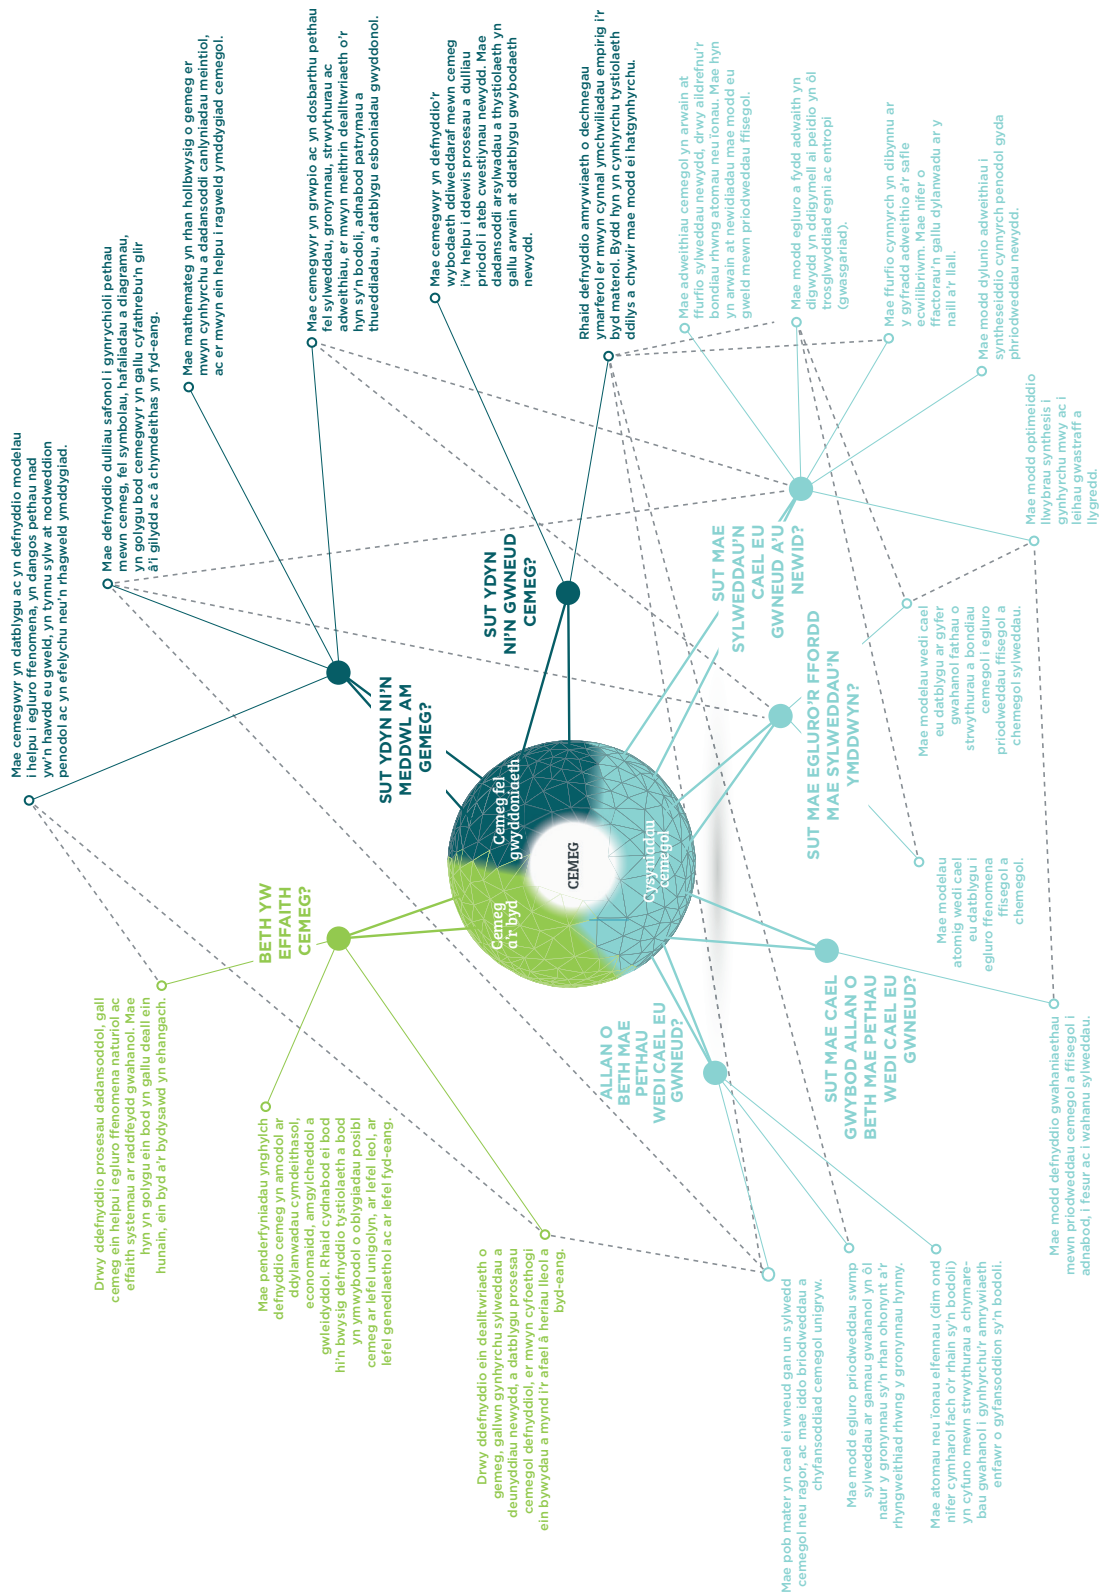 Mae cemegwyr yn datblygu ac yn defnyddio modelau
i helpu i egluro ffenomena, yn dangos pethau nad
yw'n hawdd eu gweld, yn tynnu sylw at nodweddion
penodol ac yn efelychu neu'n rhagweld ymddygiad.
Mae defnyddio dulliau safonol i gynrychioli pethau
mewn cemeg, fel symbolau, hafaliadau a diagramau,
yn golygu bod cemegwyr yn gallu cyfathrebu'n glir
â'i gilydd ac â chymdeithas yn fyd-eang.
Mae mathemateg yn rhan hollbwysig o gemeg er
mwyn cynhyrchu a dadansoddi canlyniadau meintiol,
ac er mwyn ein helpu i ragweld ymddygiad cemegol.
Mae cemegwyr yn grwpio ac yn dosbarthu pethau
fel sylweddau, gronynnau, strwythurau ac
adweithiau, er mwyn meithrin dealltwriaeth o'r
hyn sy'n bodoli, adnabod patrymau a
thueddiadau, a datblygu esboniadau gwyddonol.
Mae cemegwyr yn defnyddio'r
wybodaeth ddiweddaraf mewn cemeg
i'w helpu i ddewis prosesau a dulliau
priodol i ateb cwestiynau newydd. Mae
dadansoddi arsylwadau a thystiolaeth yn
gallu arwain at ddatblygu gwybodaeth
newydd.
Rhaid defnyddio amrywiaeth o dechnegau
ymarferol er mwyn cynnal ymchwiliadau empirig i'r
byd materol. Bydd hyn yn cynhyrchu tystiolaeth
ddilys a chywir mae modd ei hatgynhyrchu.
Mae adweithiau cemegol yn arwain at
ffurfio sylweddau newydd, drwy aildrefnu'r
bondiau rhwng atomau neu ïonau. Mae hyn
yn arwain at newidiadau mae modd eu
gweld mewn priodweddau ffisegol.
Mae modd egluro a fydd adwaith yn
digwydd yn ddigymell ai peidio yn ôl
trosglwyddiad egni ac entropi
(gwasgariad).
Mae ffurfio cynnyrch yn dibynnu ar
y gyfradd adweithio a'r safle
ecwilibriwm. Mae nifer o
ffactorau'n gallu dylanwadu ar y
naill a'r llall.
Mae modd dylunio adweithiau i
syntheseiddio cynnyrch penodol gyda
phriodweddau newydd.
Mae modd optimeiddio
llwybrau synthesis i
gynhyrchu mwy ac i
leihau gwastraff a
llygredd.
SUT YDYN NI'N
MEDDWL AM
GEMEG?
SUT YDYN
NI'N GWNEUD
CEMEG?
SUT MAE
SYLWEDDAU'N
CAEL EU
GWNEUD A'U
NEWID?
SUT MAE EGLURO'R FFORDD
MAE SYLWEDDAU'N
YMDDWYN?
Mae modelau wedi cael
eu datblygu ar gyfer
gwahanol fathau o
strwythurau a bondiau
cemegol i egluro
priodweddau ffisegol a
chemegol sylweddau.
Mae modelau
atomig wedi cael
eu datblygu i
egluro ffenomena
ffisegol a
chemegol.
Cemeg fel
gwyddoniaeth
CEMEG
Cemeg
a'r byd
Cysyniadau
cemegol
BETH YW
EFFAITH
CEMEG?
ALLAN O
BETH MAE
PETHAU
WEDI CAEL EU
GWNEUD?
SUT MAE CAEL
GWYBOD ALLAN O
BETH MAE PETHAU
WEDI CAEL EU
GWNEUD?
Drwy ddefnyddio prosesau dadansoddol, gall
cemeg ein helpu i egluro ffenomena naturiol ac
effaith systemau ar raddfeydd gwahanol. Mae
hyn yn golygu ein bod yn gallu deall ein
hunain, ein byd a'r bydysawd yn ehangach.
Mae penderfyniadau ynghylch
defnyddio cemeg yn amodol ar
ddylanwadau cymdeithasol,
economaidd, amgylcheddol a
gwleidyddol. Rhaid cydnabod ei bod
hi'n bwysig defnyddio tystiolaeth a bod
yn ymwybodol o oblygiadau posibl
cemeg ar lefel unigolyn, ar lefel leol, ar
lefel genedlaethol ac ar lefel fyd-eang.
Drwy ddefnyddio ein dealltwriaeth o
gemeg, gallwn gynhyrchu sylweddau a
deunyddiau newydd, a datblygu prosesau
cemegol defnyddiol, er mwyn cyfoethogi
ein bywydau a mynd i'r afael â heriau lleol a
byd-eang.
Mae pob mater yn cael ei wneud gan un sylwedd
cemegol neu ragor, ac mae iddo briodweddau a
chyfansoddiad cemegol unigryw.
Mae modd egluro priodweddau swmp
sylweddau ar gamau gwahanol yn ôl
natur y gronynnau sy'n rhan ohonynt a'r
rhyngweithiad rhwng y gronynnau hynny.
Mae atomau neu ïonau elfennau (dim ond
nifer cymharol fach o'r rhain sy'n bodoli)
yn cyfuno mewn strwythurau a chymare-
bau gwahanol i gynhyrchu'r amrywiaeth
enfawr o gyfansoddion sy'n bodoli.
Mae modd defnyddio gwahaniaethau
mewn priodweddau cemegol a ffisegol i
adnabod, i fesur ac i wahanu sylweddau.